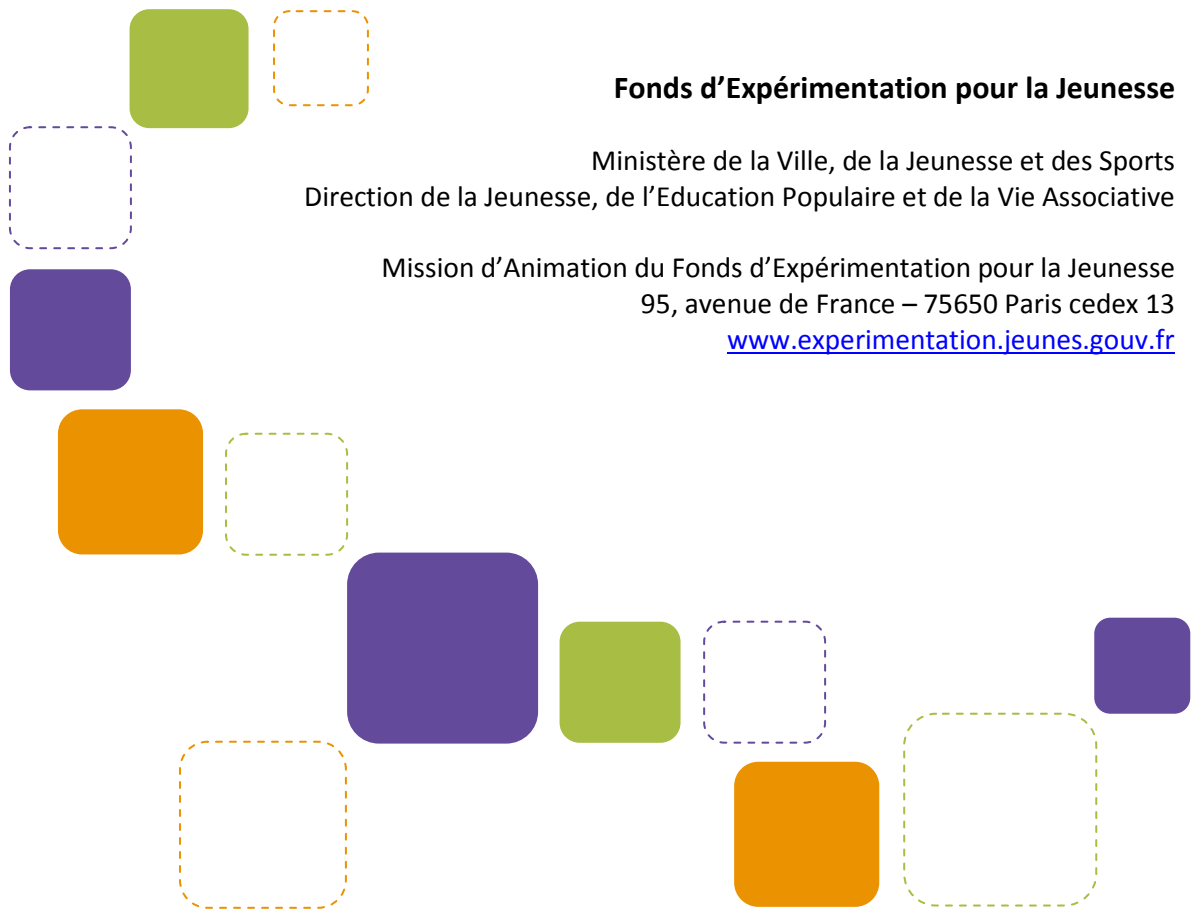 Fonds d’Expérimentation pour la Jeunesse
Ministère de la Ville, de la Jeunesse et des Sports
Direction de la Jeunesse, de l’Education Populaire et de la Vie Associative
Mission d’Animation du Fonds d’Expérimentation pour la Jeunesse
95, avenue de France – 75650 Paris cedex 13
www.experimentation.jeunes.gouv.fr